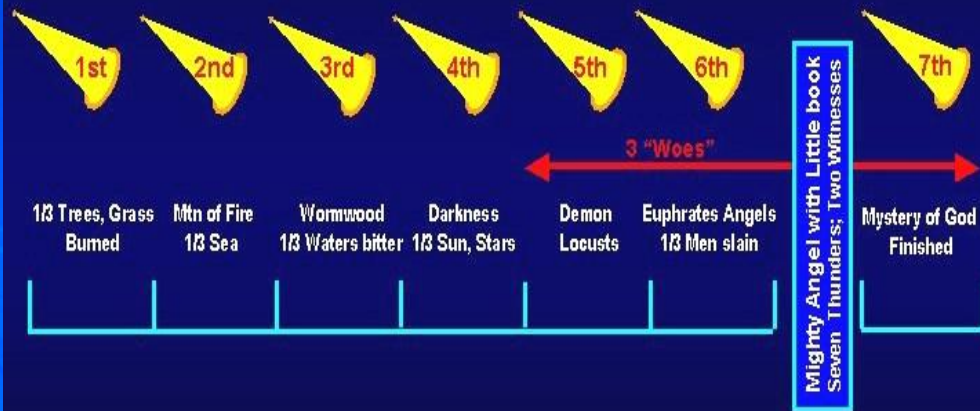 1st
2nd
3rd
4th
5th
6th
7th
3 "Woes"
1/3 Trees, Grass
Burned
Mtn of Fire
1/3 Sea
Wormwood
1/3 Waters bitter
Darkness
1/3 Sun, Stars
Demon
Locusts
Euphrates Angels
1/3 Men slain
Mighty Angel with Little book
Seven Thunders; Two Witnesses
Mystery of God
Finished